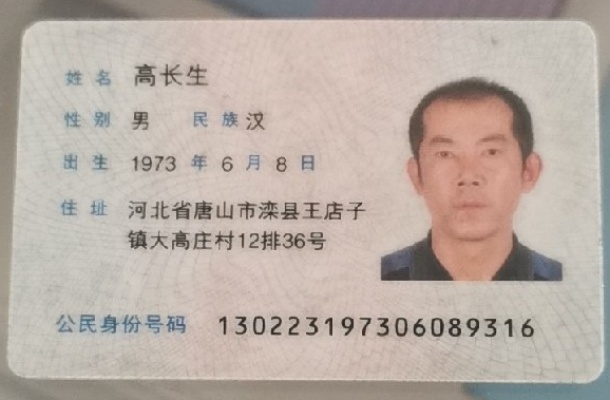 姓名 高长生
性别 男 民族 汉
出生 1973 年 6 月 8 日
住址 河北省唐山市滦县王店子
镇大高庄村12排36号
公民身份号码 130223197306089316